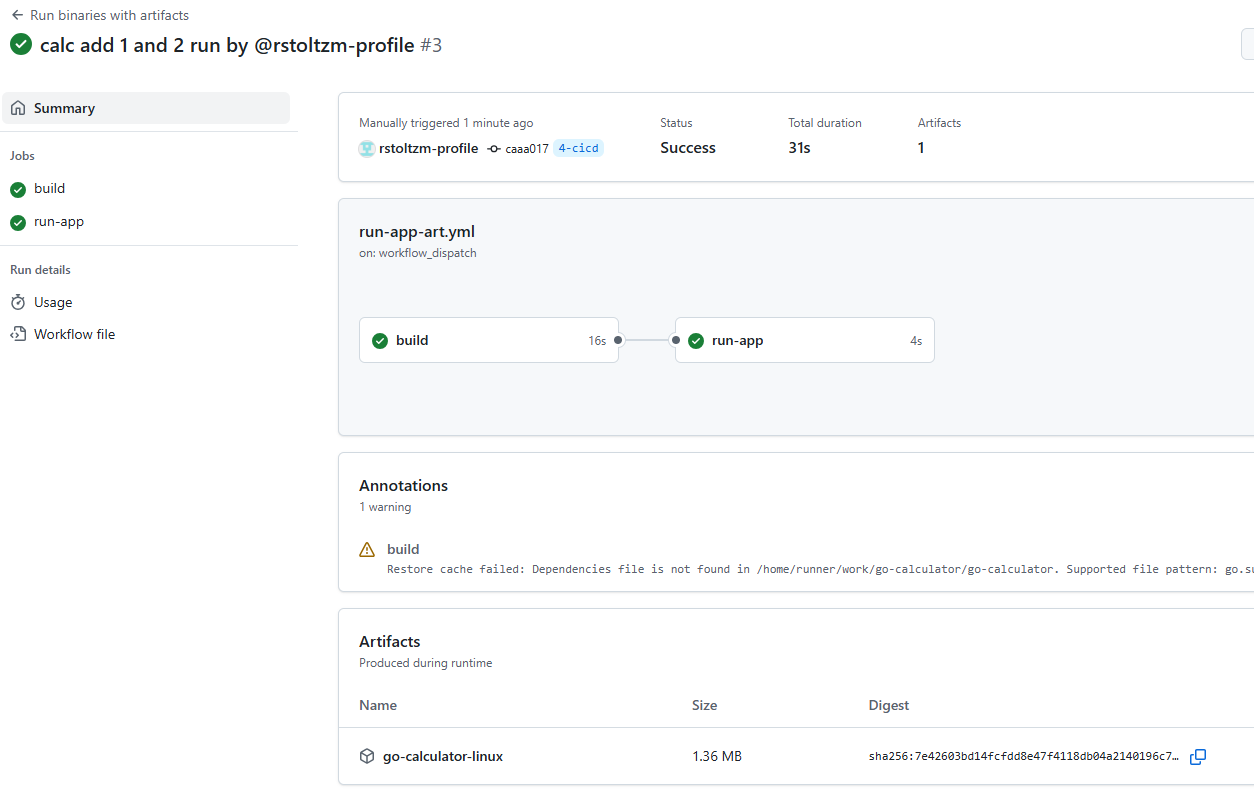 Run binaries with artifacts
calc add 1 and 2 run by @rstoltzm-profile #3
Summary
Jobs
build
run-app
Run details
Usage
Workflow file
Manually triggered 1 minute ago
rstoltzm-profile caaa017 4-cicd
Status
Success
Total duration
31s
Artifacts
1
run-app-art.yml
on: workflow_dispatch
build 16s
run-app 4s
Annotations
1 warning
build
Restore cache failed: Dependencies file is not found in /home/runner/work/go-calculator/go-calculator. Supported file pattern:
Artifacts
Produced during runtime
Name Size Digest
go-calculator-linux 1.36 MB sha256:7e42603bd14fcfdd8e47f4118db04a2140196c7…